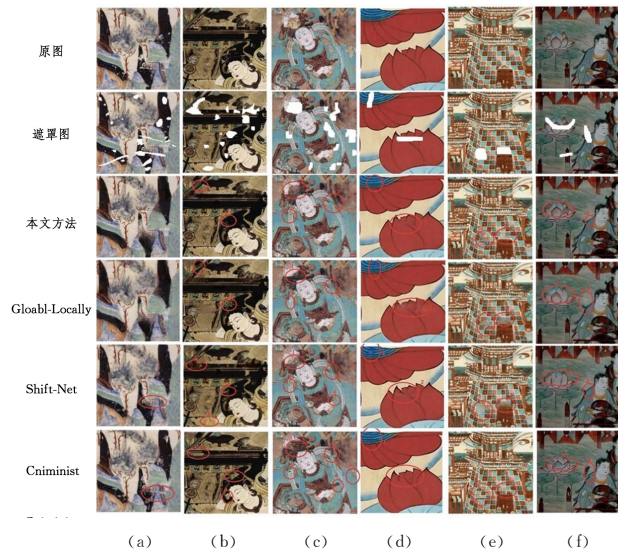 原图
遮罩图
本文方法
Gloabl-Locally
Shift-Net
Cniminist
(a) (b) (c) (d) (e) (f)